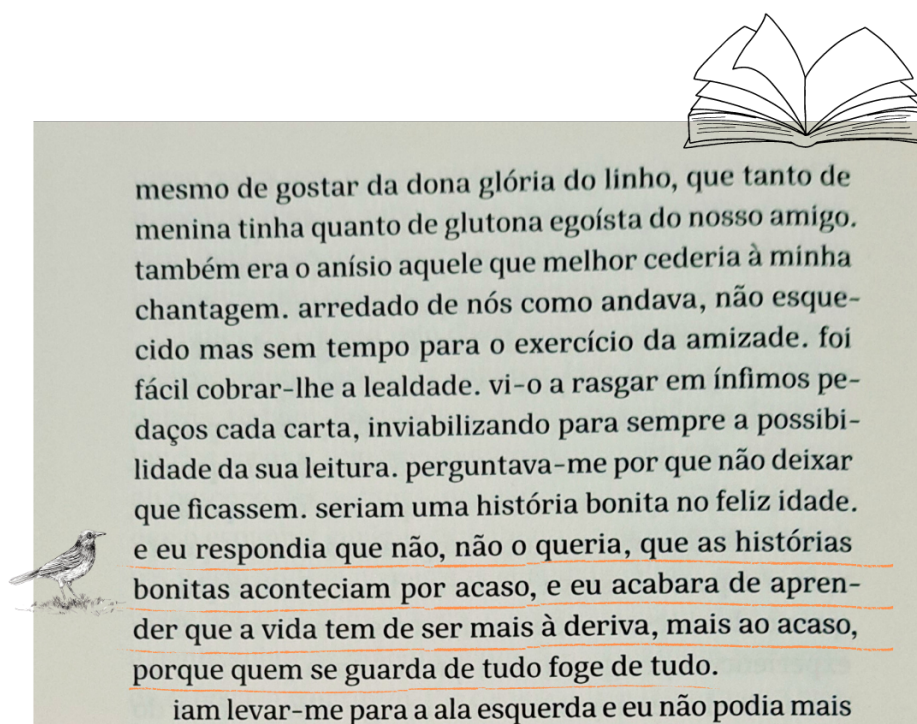 mesmo de gostar da dona glória do linho, que tanto de
menina tinha quanto de glutona egoísta do nosso amigo.
também era o anísio aquele que melhor cederia à minha
chantagem. arredado de nós como andava, não esque-
cido mas sem tempo para o exercício da amizade. foi
fácil cobrar-lhe a lealdade. vi-o a rasgar em ínfimos pe-
daços cada carta, inviabilizando para sempre a possibi-
lidade da sua leitura. perguntava-me por que não deixar
que ficassem. seriam uma história bonita no feliz idade.
e eu respondia que não, não o queria, que as histórias
bonitas aconteciam por acaso, e eu acabara de apren-
der que a vida tem de ser mais à deriva, mais ao acaso,
porque quem se guarda de tudo foge de tudo.
iam levar-me para a ala esquerda e eu não podia mais